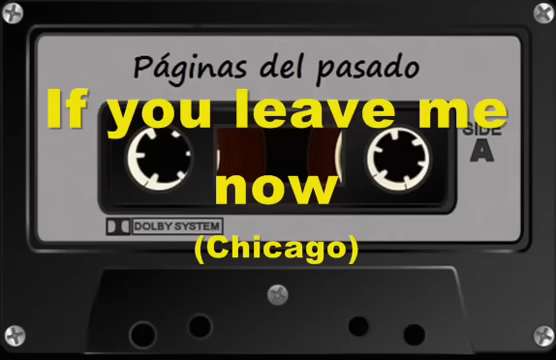 Páginas del pasado
If you leave me
now
SIDE
A
DOLBY SYSTEM
(Chicago)